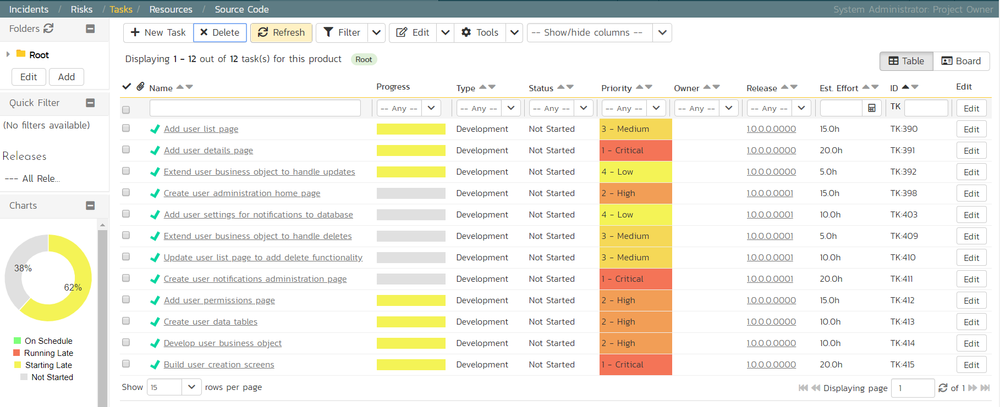 Incidents / Risks / Tasks / Resources / Source Code System Administrator: Project Owner
Folders
Root
Edit Add
Quick Filter
(No filters available)
Releases
--- All Rele...
Charts
38%
62%
On Schedule
Running Late
Starting Late
Not Started
New Task Delete Refresh Filter Edit Tools -- Show/hide columns --
Displaying 1 - 12 out of 12 task(s) for this product Root
Table Board
Name Progress Type Status Priority Owner Release Est. Effort ID Edit
-- Any -- -- Any -- -- Any -- -- Any -- -- Any -- -- Any -- TK Edit
Add user list page Development Not Started 3 - Medium 1.0.0.0.0000 15.0h TK:390 Edit
Add user details page Development Not Started 1 - Critical 1.0.0.0.0000 20.0h TK:391 Edit
Extend user business object to handle updates Development Not Started 4 - Low 1.0.0.0.0000 5.0h TK:392 Edit
Create user administration home page Development Not Started 2 - High 1.0.0.0.0001 15.0h TK:398 Edit
Add user settings for notifications to database Development Not Started 4 - Low 1.0.0.0.0001 10.0h TK:403 Edit
Extend user business object to handle deletes Development Not Started 3 - Medium 1.0.0.0.0001 5.0h TK:409 Edit
Update user list page to add delete functionality Development Not Started 3 - Medium 1.0.0.0.0001 10.0h TK:410 Edit
Create user notifications administration page Development Not Started 1 - Critical 1.0.0.0.0001 20.0h TK:411 Edit
Add user permissions page Development Not Started 2 - High 1.0.0.0.0000 15.0h TK:412 Edit
Create user data tables Development Not Started 2 - High 1.0.0.0.0000 10.0h TK:413 Edit
Develop user business object Development Not Started 2 - High 1.0.0.0.0000 10.0h TK:414 Edit
Build user creation screens Development Not Started 1 - Critical 1.0.0.0.0000 20.0h TK:415 Edit
Show 15 rows per page Displaying page 1 of 1